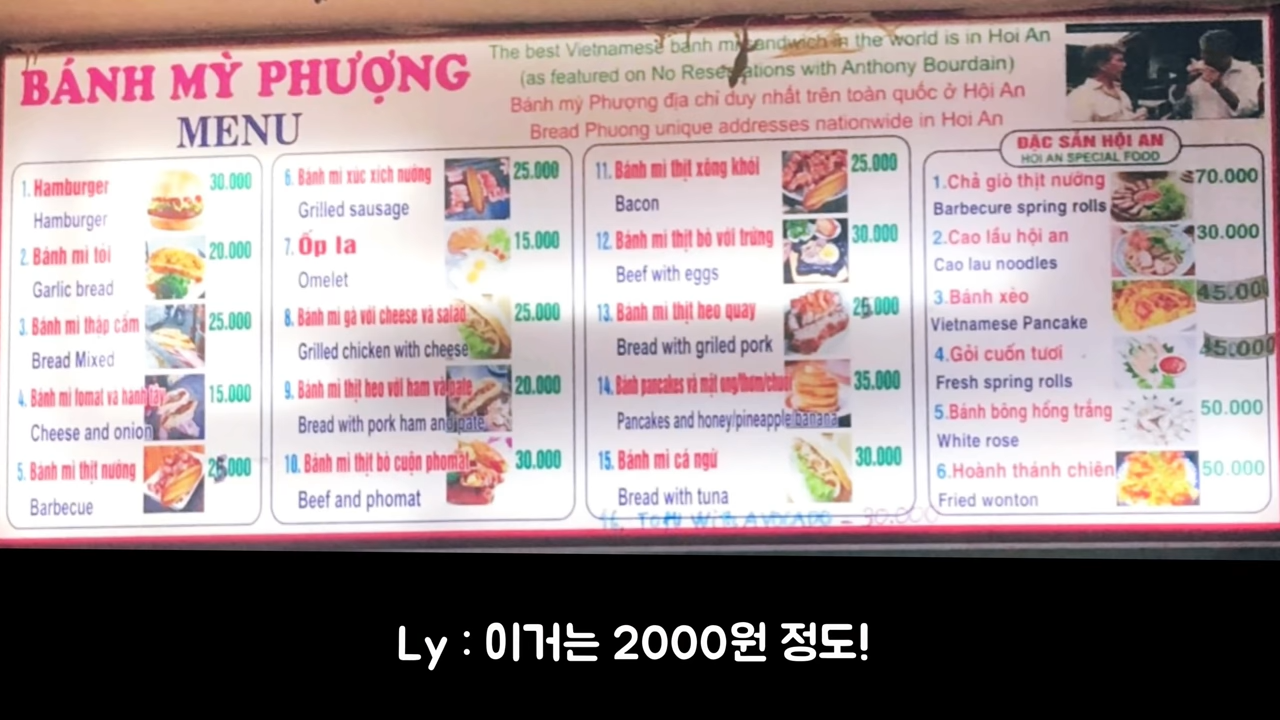 BÁNH MỲ PHƯỢNG
MENU
The best Vietnamese bánh mì sandwich in the world is in Hoi An
(as featured on No Reservations with Anthony Bourdain)
Bánh mỳ Phượng địa chỉ duy nhất trên toàn quốc ở Hội An
Bread Phuong unique addresses nationwide in Hoi An
1. Hamburger 30.000
Hamburger
2. Bánh mì tỏi 20.000
Garlic bread
3. Bánh mì thập cẩm 25.000
Bread Mixed
4. Bánh mì fomat và hành tây 15.000
Cheese and onion
5. Bánh mì thịt nướng 25.000
Barbecue
6. Bánh mì xúc xích nướng 25.000
Grilled sausage
7. Ốp la 15.000
Omelet
8. Bánh mì gà với cheese và salad 25.000
Grilled chicken with cheese
9. Bánh mì thịt heo với ham và pate 20.000
Bread with pork ham and pate
10. Bánh mì thịt bò cuộn phomat 30.000
Beef and phomat
11. Bánh mì thịt xông khói 25.000
Bacon
12. Bánh mì thịt bò với trứng 30.000
Beef with eggs
13. Bánh mì thịt heo quay 25.000
Bread with griled pork
14. Bánh pancakes và mật ong/thơm/chuối 35.000
Pancakes and honey/pineapple/banana
15. Bánh mì cá ngừ 30.000
Bread with tuna
16. ToFu With AVOCADO - 30.000
ĐẶC SẢN HỘI AN
HOI AN SPECIAL FOOD
1.Chả giò thịt nướng 70.000
Barbecure spring rolls
2.Cao lầu hội an 30.000
Cao lau noodles
3.Bánh xèo 45.000
Vietnamese Pancake
4.Gỏi cuốn tươi 45.000
Fresh spring rolls
5.Bánh bông hồng trắng 50.000
White rose
6.Hoành thánh chiên 50.000
Fried wonton
Ly : 이거는 2000원 정도!